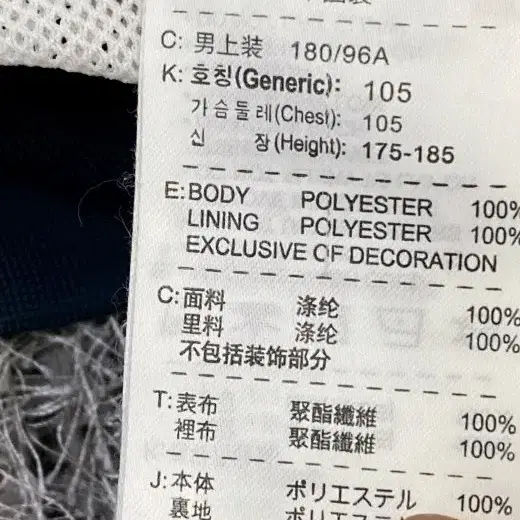 C: 男上装 180/96A
K: 호칭(Generic): 105
가슴둘레(Chest): 105
신 장(Height): 175-185
E: BODY POLYESTER 100%
LINING POLYESTER 100%
EXCLUSIVE OF DECORATION
C: 面料 涤纶 100%
里料 涤纶 100%
不包括装饰部分
T: 表布 聚酯纖維 100%
裡布 聚酯纖維 100%
J: 本体 ポリエステル 100%
裏地